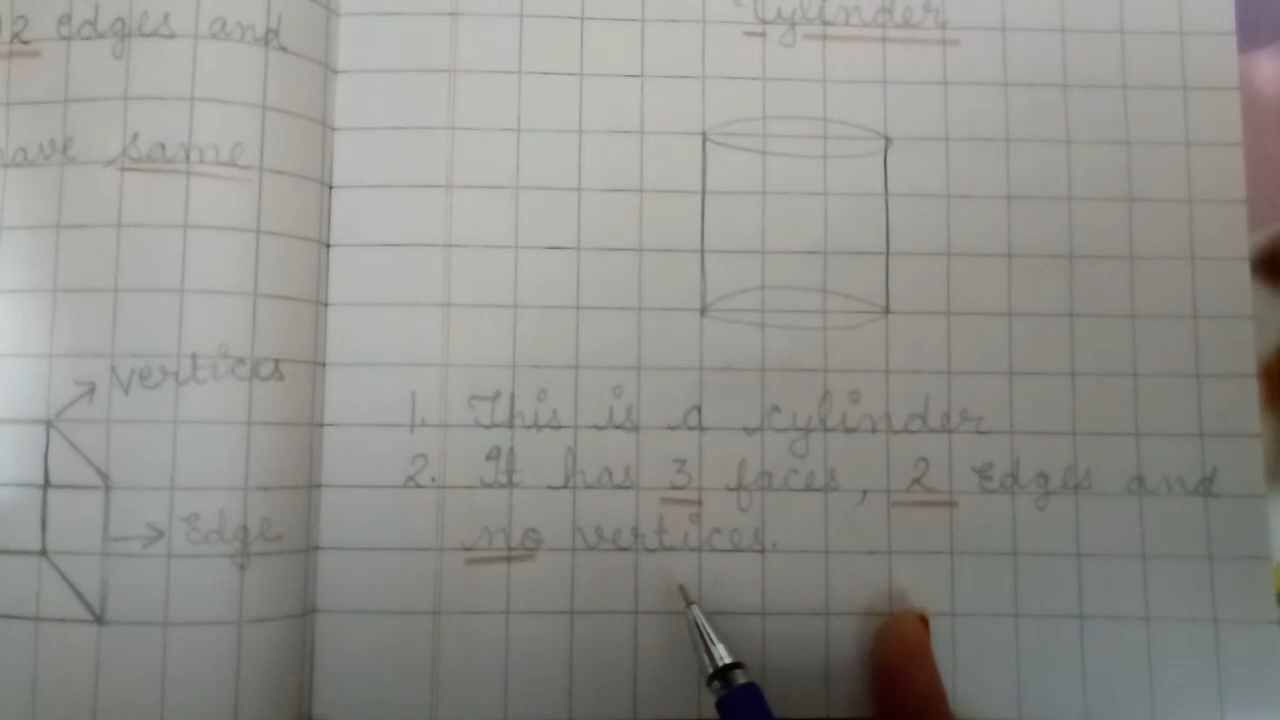 2 edges and
have same
vertices
Edge
Cylinder
1. This is a cylinder
2. It has 3 faces, 2 Edges and
no vertices.